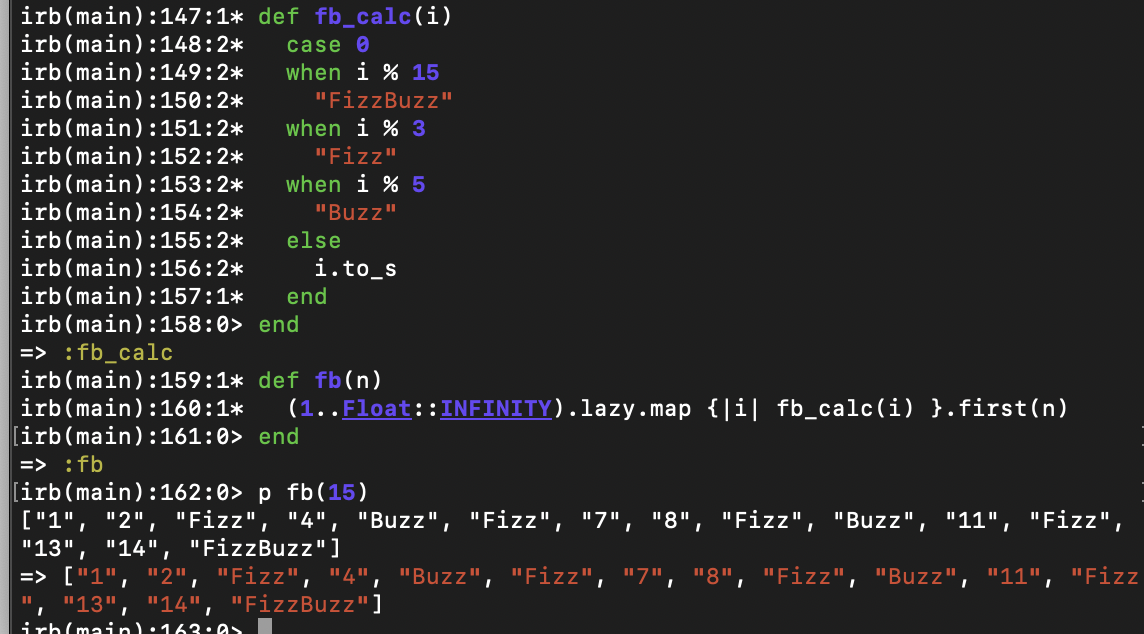 irb(main):147:1* def fb_calc(i)
irb(main):148:2*   case 0
irb(main):149:2*   when i % 15
irb(main):150:2*     "FizzBuzz"
irb(main):151:2*   when i % 3
irb(main):152:2*     "Fizz"
irb(main):153:2*   when i % 5
irb(main):154:2*     "Buzz"
irb(main):155:2*   else
irb(main):156:2*     i.to_s
irb(main):157:1*   end
irb(main):158:0> end
=> :fb_calc
irb(main):159:1* def fb(n)
irb(main):160:1*   (1..Float::INFINITY).lazy.map {|i| fb_calc(i) }.first(n)
[irb(main):161:0> end
=> :fb
[irb(main):162:0> p fb(15)
["1", "2", "Fizz", "4", "Buzz", "Fizz", "7", "8", "Fizz", "Buzz", "11", "Fizz",
"13", "14", "FizzBuzz"]
=> ["1", "2", "Fizz", "4", "Buzz", "Fizz", "7", "8", "Fizz", "Buzz", "11", "Fizz
", "13", "14", "FizzBuzz"]
irb(main):163:0>